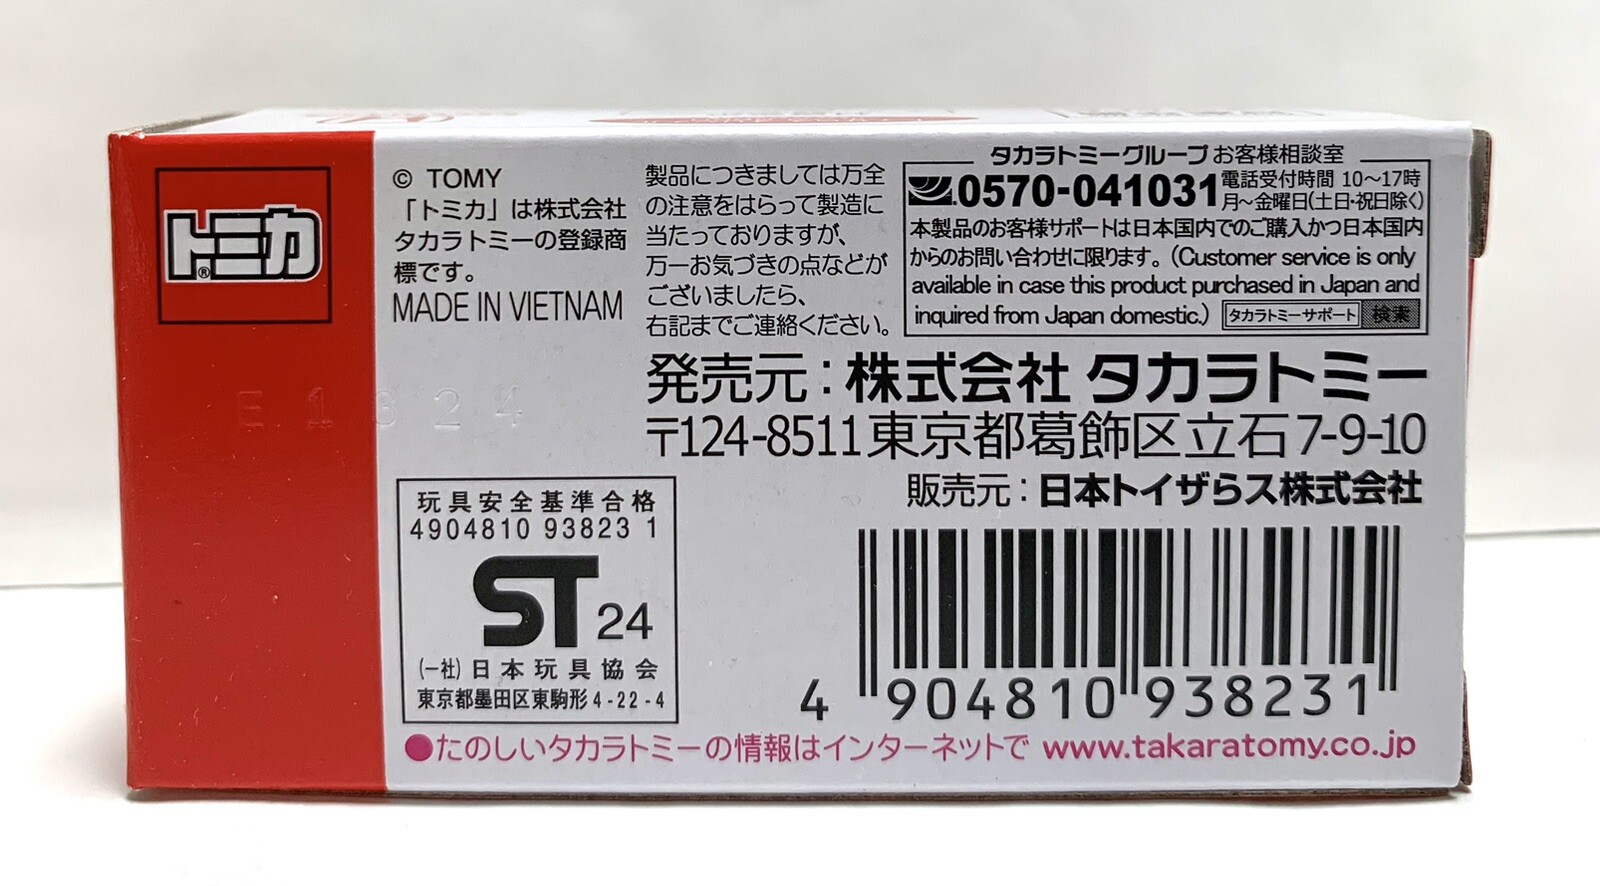 トミカ®
© TOMY
「トミカ」は株式会社
タカラトミーの登録商
標です。
MADE IN VIETNAM
製品につきましては万全
の注意をはらって製造に
当たっておりますが、
万一お気づきの点などが
ございましたら、
右記までご連絡ください。
タカラトミーグループお客様相談室
0570-041031 電話受付時間 10〜17時
月〜金曜日(土日・祝日除く)
本製品のお客様サポートは日本国内でのご購入かつ日本国内
からのお問い合わせに限ります。(Customer service is only
available in case this product purchased in Japan and
inquired from Japan domestic.) タカラトミーサポート 検索
発売元:株式会社 タカラトミー
〒124-8511東京都葛飾区立石7-9-10
販売元:日本トイザらス株式会社
E1324
玩具安全基準合格
4904810 93823 1
ST 24
(一社)日本玩具協会
東京都墨田区東駒形4-22-4
4 904810 938231
●たのしいタカラトミーの情報はインターネットで www.takaratomy.co.jp